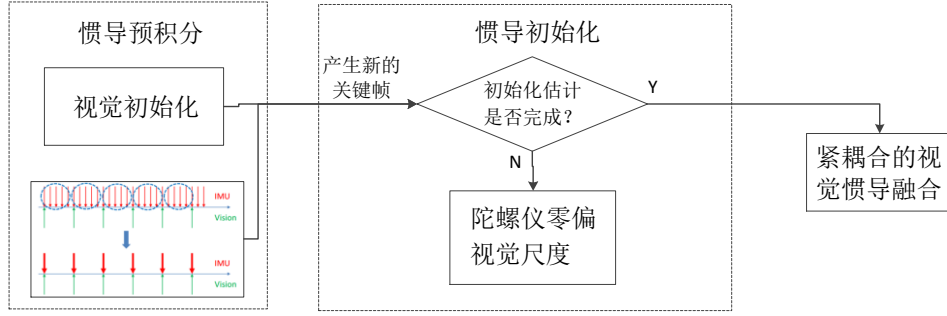 惯导预积分
视觉初始化
IMU
Vision
IMU
Vision
惯导初始化
产生新的
关键帧
初始化估计
是否完成？
Y
N
陀螺仪零偏
视觉尺度
紧耦合的视
觉惯导融合